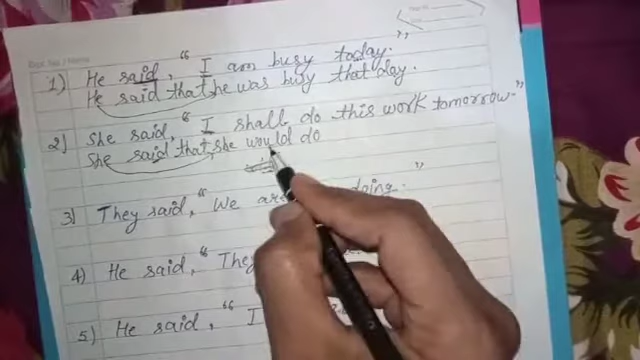 1) He said, "I am busy today."
He said that he was busy that day.
2) She said, "I shall do this work tomorrow."
She said that she would do
3) They said, "We are doing."
4) He said, "They
5) He said, "I